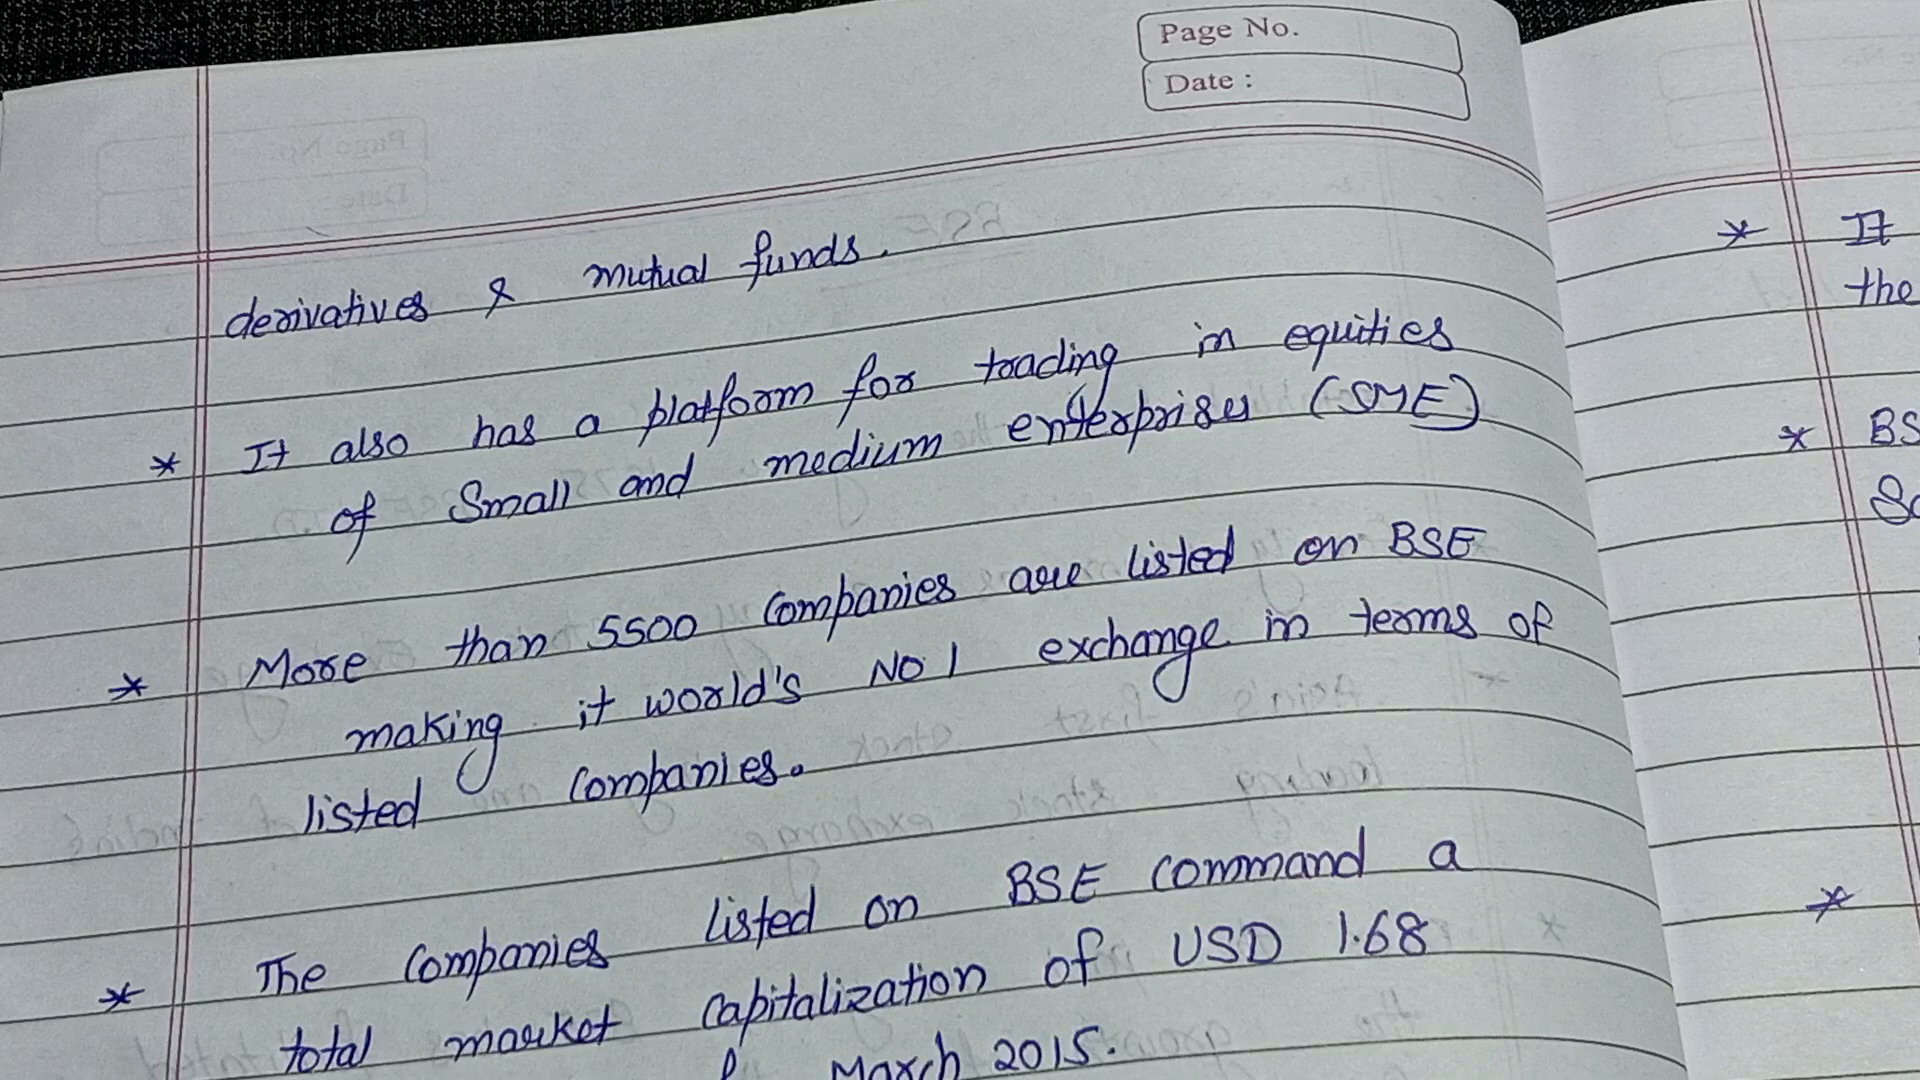 Page No.
Date :
derivatives & mutual funds.
* It also has a platform for trading in equities
of Small and medium enterprises (SME)
* More than 5500 Companies are listed on BSE
making it world's NO 1 exchange in terms of
listed Companies.
* The Companies listed on BSE Command a
total market Capitalization of USD 1.68
March 2015.
* It
the
* BS
*